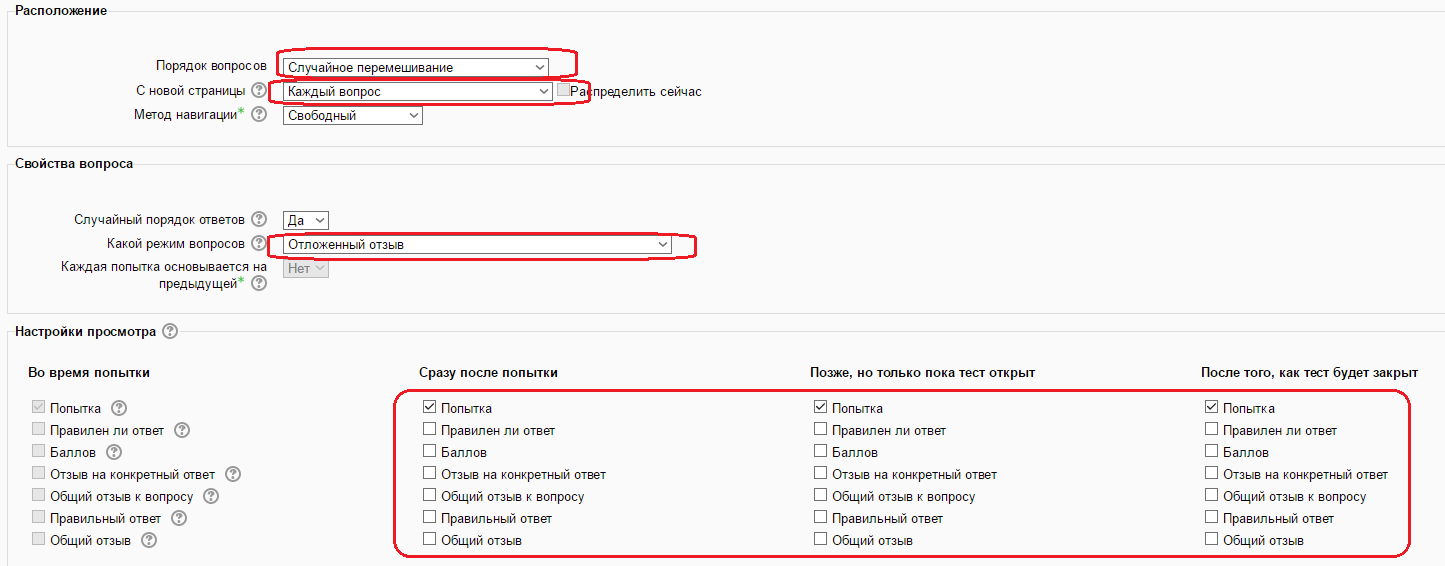 Расположение
Порядок вопросов Случайное перемешивание
С новой страницы ? Каждый вопрос Распределить сейчас
Метод навигации* ? Свободный
Свойства вопроса
Случайный порядок ответов ? Да
Какой режим вопросов ? Отложенный отзыв
Каждая попытка основывается на Нет
предыдущей* ?
Настройки просмотра ?
Во время попытки Сразу после попытки Позже, но только пока тест открыт После того, как тест будет закрыт
Попытка ? Попытка Попытка Попытка
Правилен ли ответ ? Правилен ли ответ Правилен ли ответ Правилен ли ответ
Баллов ? Баллов Баллов Баллов
Отзыв на конкретный ответ ? Отзыв на конкретный ответ Отзыв на конкретный ответ Отзыв на конкретный ответ
Общий отзыв к вопросу ? Общий отзыв к вопросу Общий отзыв к вопросу Общий отзыв к вопросу
Правильный ответ ? Правильный ответ Правильный ответ Правильный ответ
Общий отзыв ? Общий отзыв Общий отзыв Общий отзыв